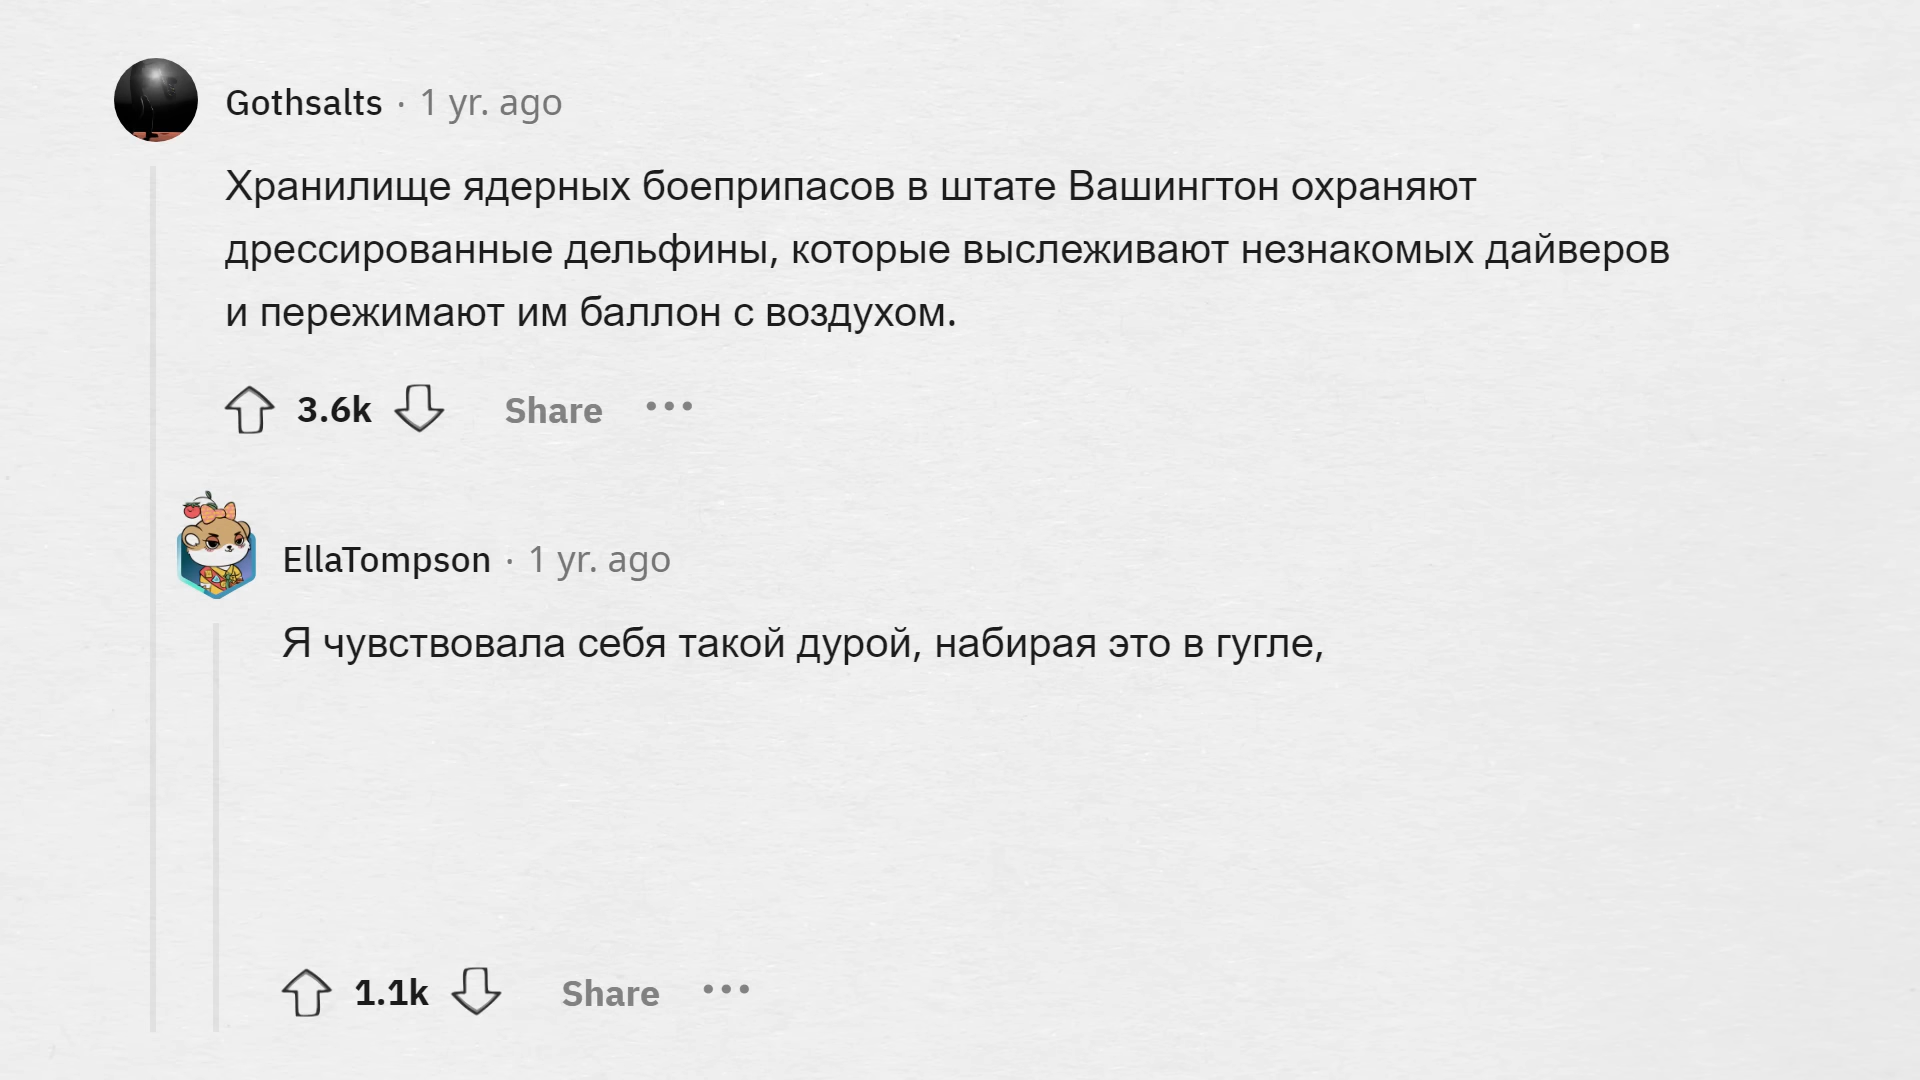 Gothsalts · 1 yr. ago
Хранилище ядерных боеприпасов в штате Вашингтон охраняют
дрессированные дельфины, которые выслеживают незнакомых дайверов
и пережимают им баллон с воздухом.
3.6k Share •••
EllaTompson · 1 yr. ago
Я чувствовала себя такой дурой, набирая это в гугле,
1.1k Share •••